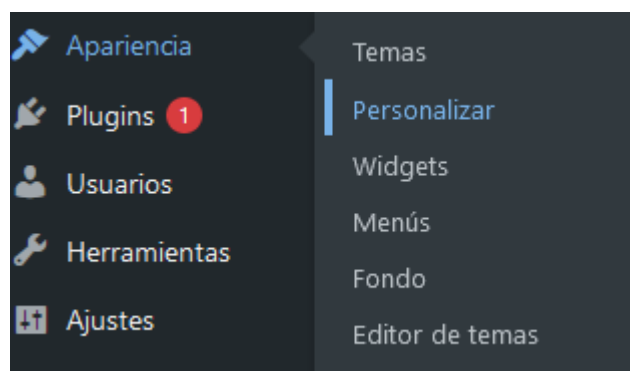 Apariencia
Plugins 1
Usuarios
Herramientas
Ajustes
Temas
Personalizar
Widgets
Menús
Fondo
Editor de temas